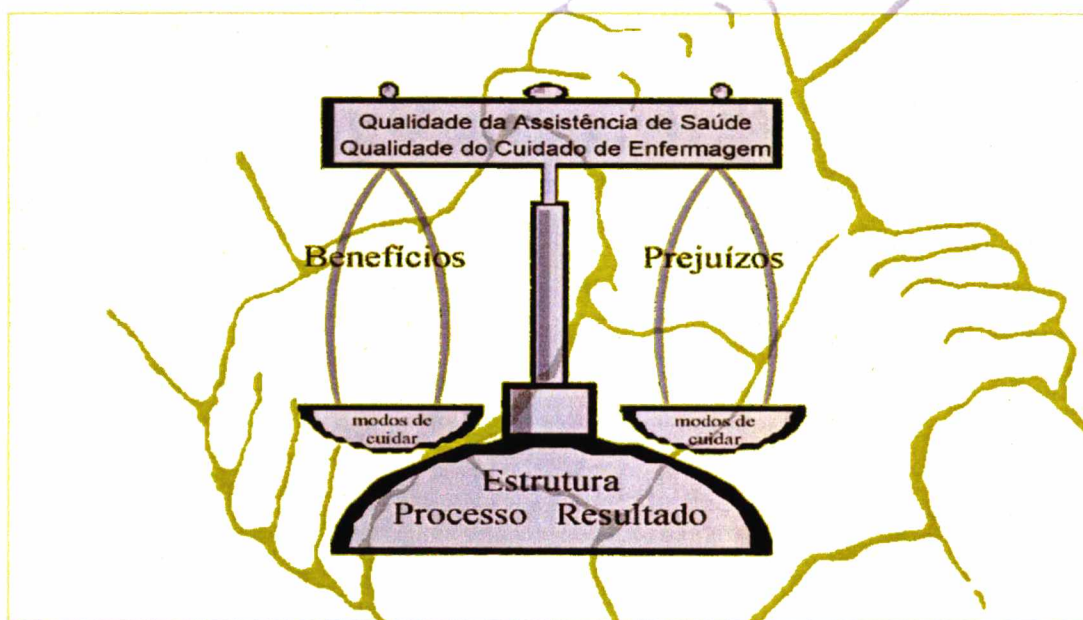 Qualidade da Assistência de Saúde
Qualidade do Cuidado de Enfermagem
Benefícios
Prejuízos
modos de
cuidar
modos de
cuidar
Estrutura
Processo Resultado